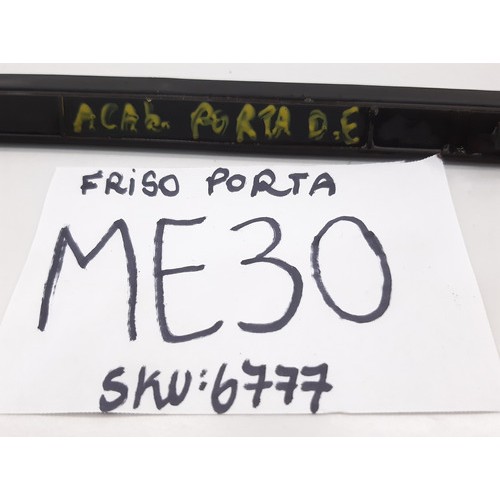 ACAb. PORTA D.E
FRISO PORTA
ME30
SKU:6777